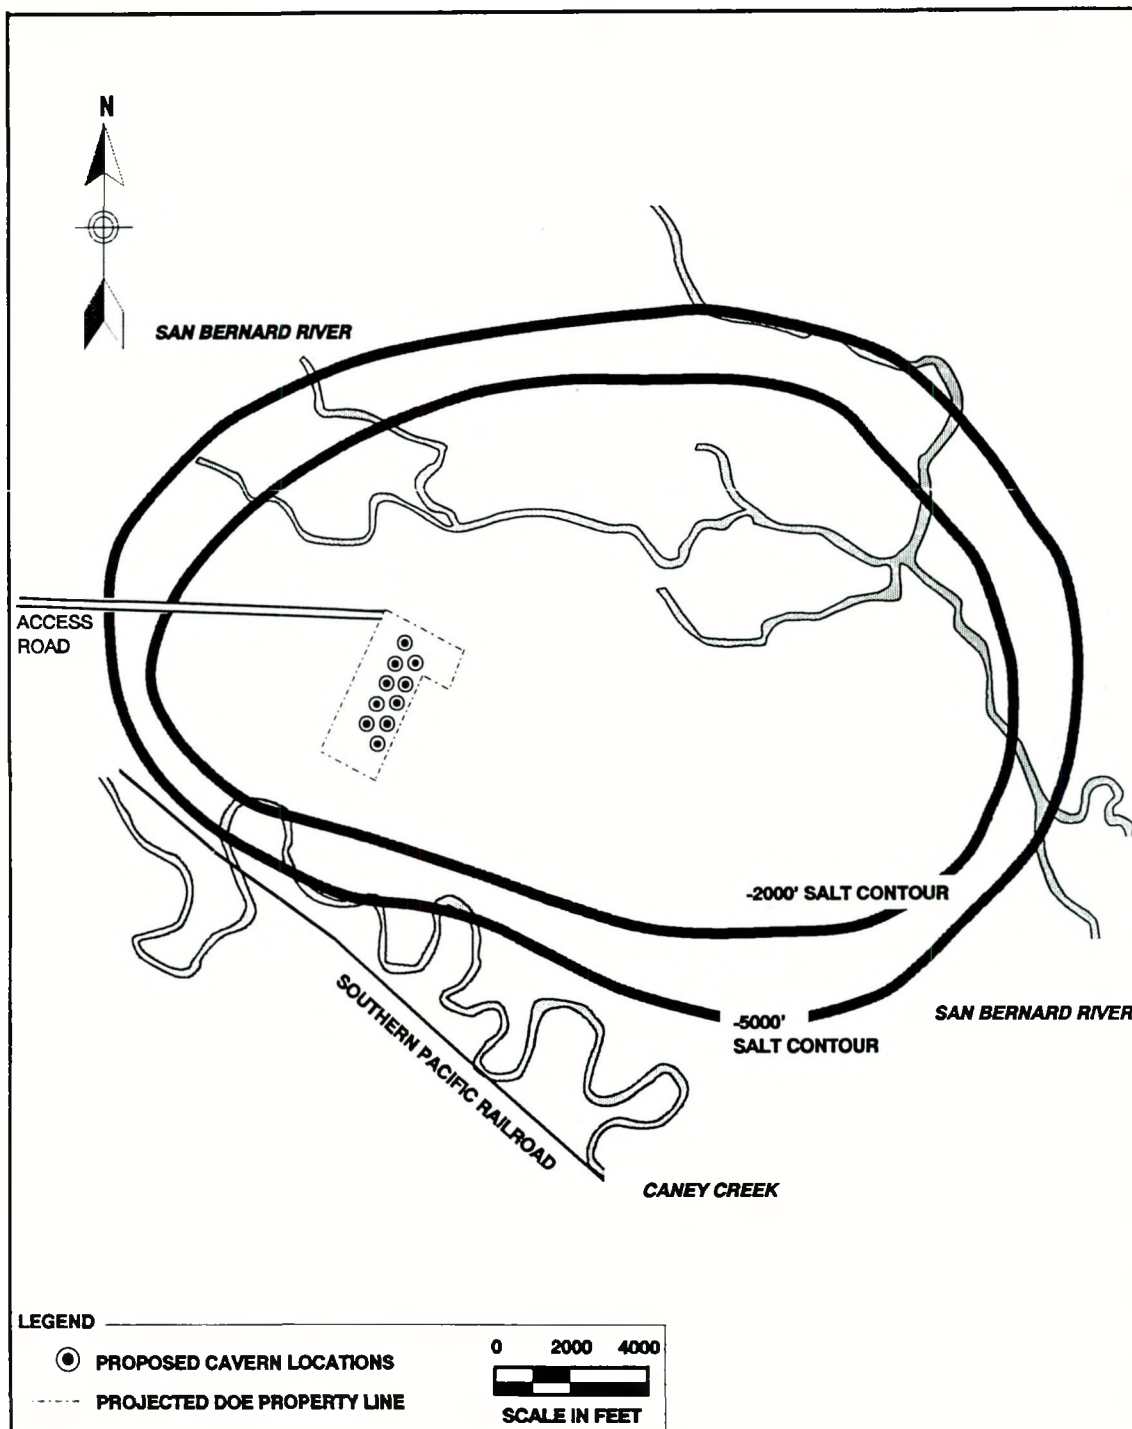 N
SAN BERNARD RIVER
ACCESS
ROAD
-2000' SALT CONTOUR
-5000'
SALT CONTOUR
SAN BERNARD RIVER
SOUTHERN PACIFIC RAILROAD
CANEY CREEK
LEGEND
PROPOSED CAVERN LOCATIONS
PROJECTED DOE PROPERTY LINE
0 2000 4000
SCALE IN FEET